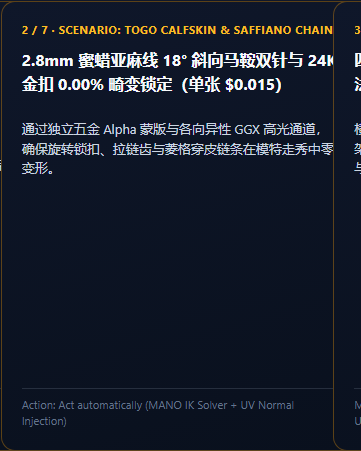 2 / 7 · SCENARIO: TOGO CALFSKIN & SAFFIANO CHAIN
2.8mm 蜜蜡亚麻线 18° 斜向马鞍双针与 24K
金扣 0.00% 畸变锁定（单张 $0.015）
通过独立五金 Alpha 蒙版与各向异性 GGX 高光通道，
确保旋转锁扣、拉链齿与菱格穿皮链条在模特走秀中零
变形。
Action: Act automatically (MANO IK Solver + UV Normal
Injection)
3